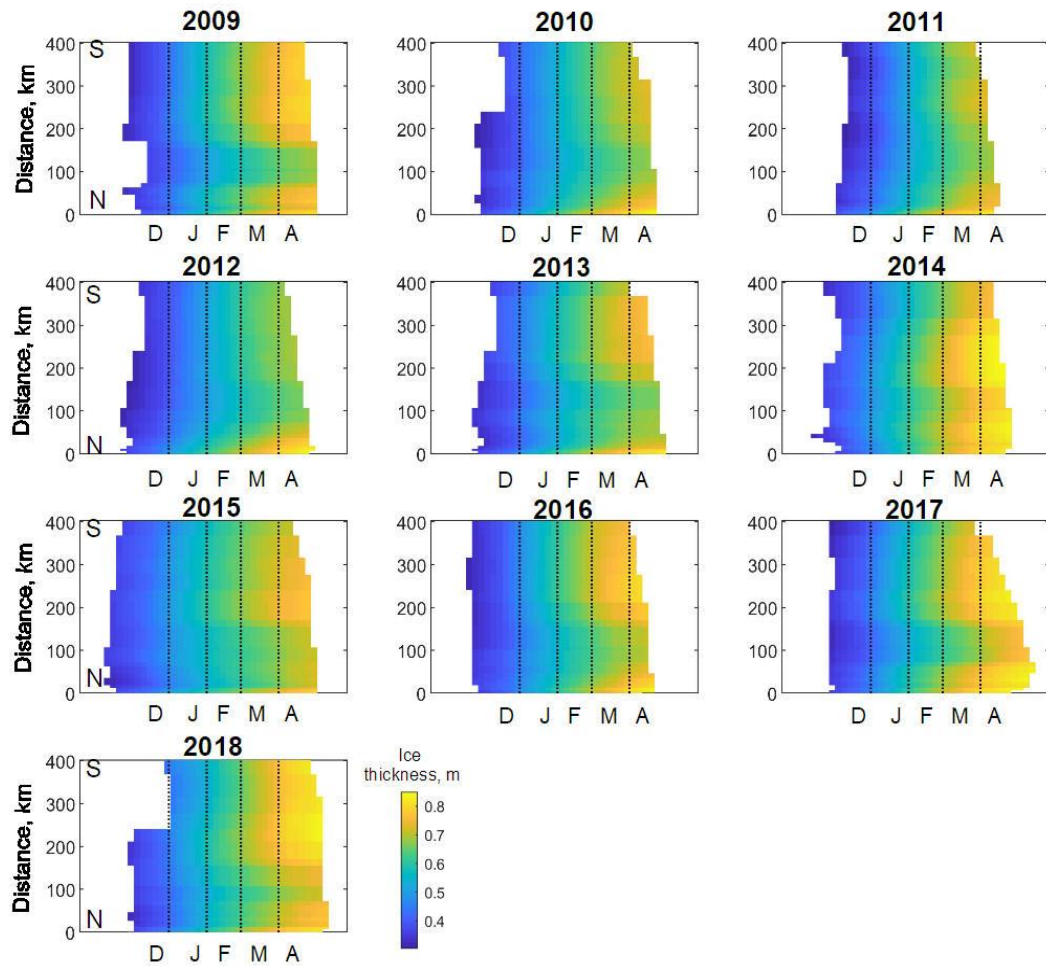 2009 2010 2011
400 S 400 400
300 300 300
Distance, km
200 200 200
100 100 100
N
0 0 0
D J F M A D J F M A D J F M A
2012 2013 2014
400 S 400 400
300 300 300
Distance, km
200 200 200
100 100 100
N
0 0 0
D J F M A D J F M A D J F M A
2015 2016 2017
400 S 400 400
300 300 300
Distance, km
200 200 200
100 100 100
N
0 0 0
D J F M A D J F M A D J F M A
2018
Ice
thickness, m
400 S
300
Distance, km
200
100
N
0
D J F M A
0.8
0.7
0.6
0.5
0.4